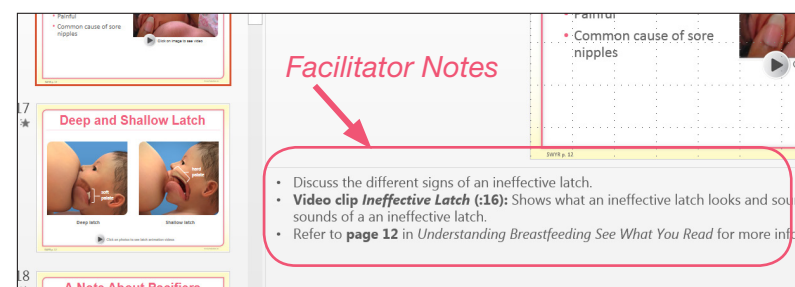 Painful
• Common cause of sore
nipples
Click on image to see video
17
Deep and Shallow Latch
soft
palate
hard
palate
Deep latch
Shallow latch
Click on photos to see latch animation videos
18
A Note About Pacifiers
Facilitator Notes
Painful
• Common cause of sore
nipples
SWYR p. 12
• Discuss the different signs of an ineffective latch.
• Video clip Ineffective Latch (:16): Shows what an ineffective latch looks and sou
sounds of a an ineffective latch.
• Refer to page 12 in Understanding Breastfeeding See What You Read for more info